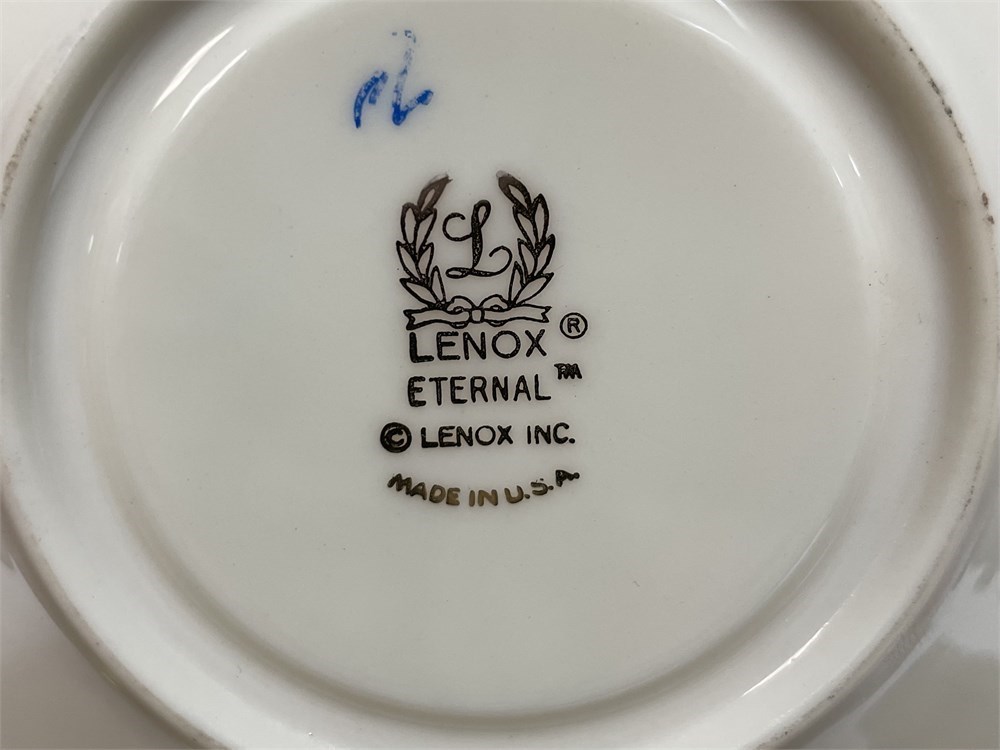 L
LENOX ®
ETERNAL™
© LENOX INC.
MADE IN U.S.A.